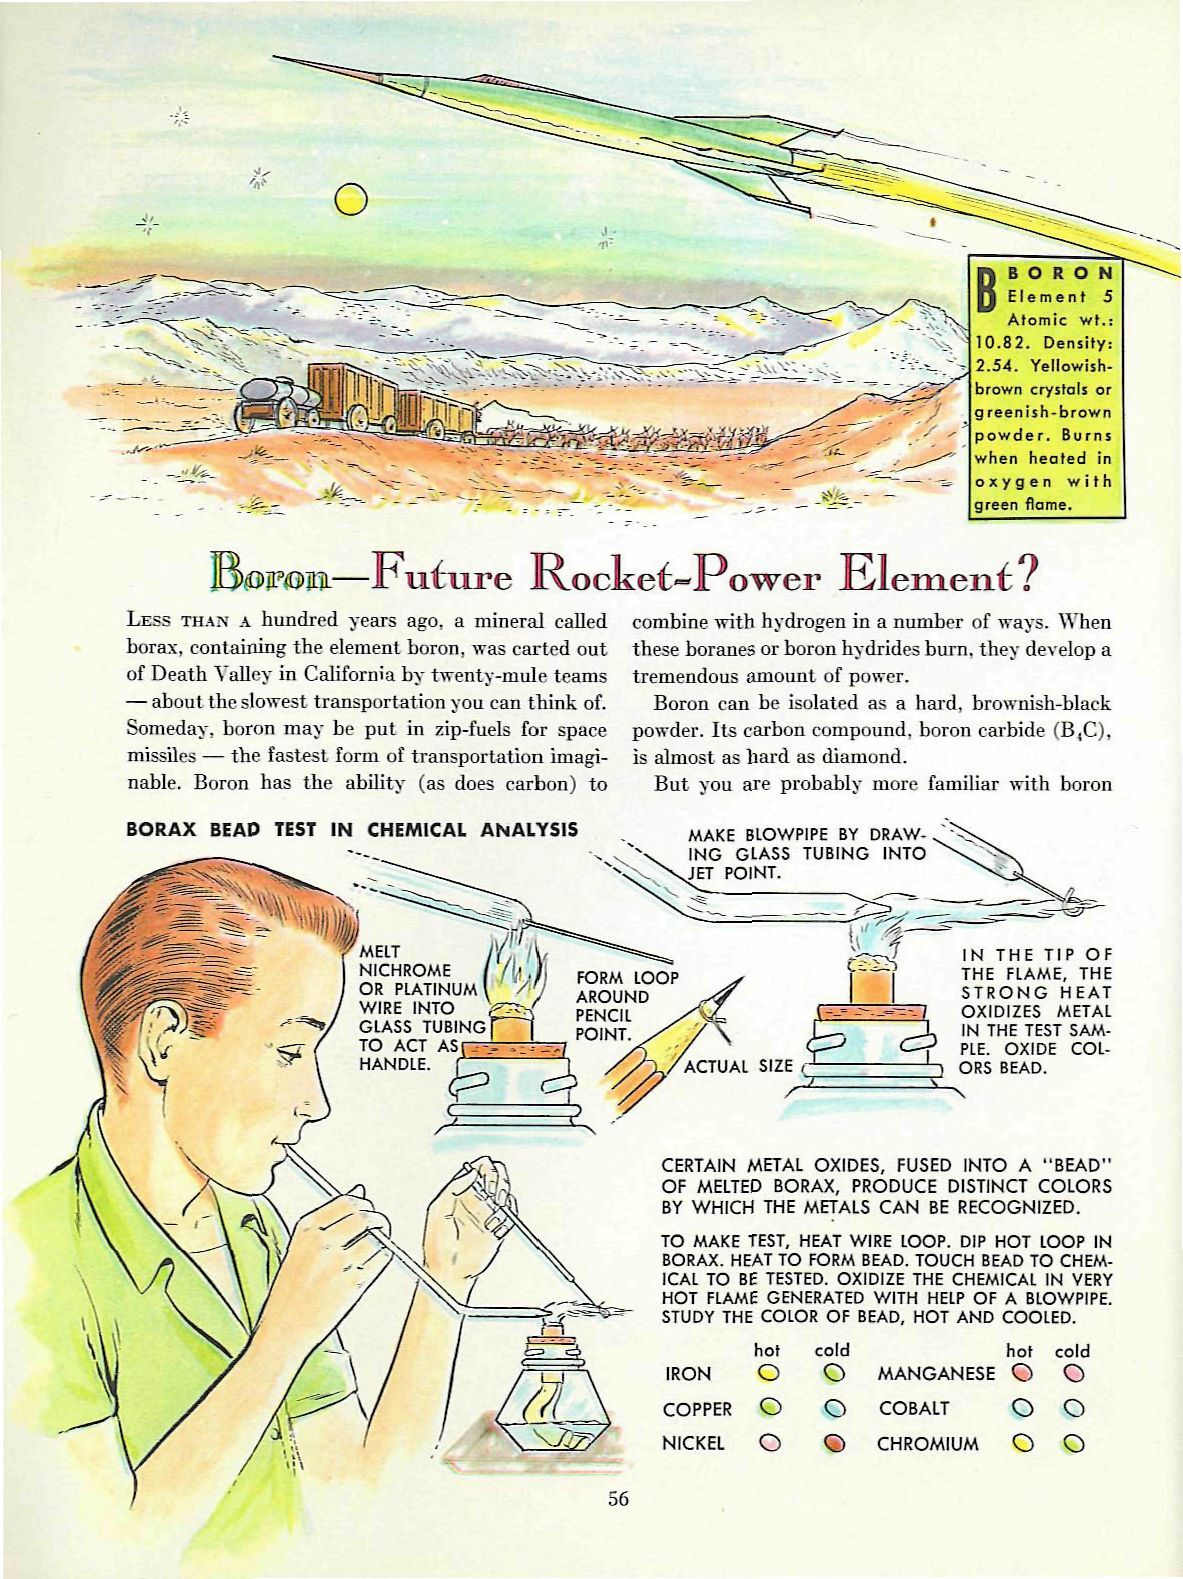 B BORON
Element 5
Atomic wt.:
10.82. Density:
2.54. Yellowish-
brown crystals or
greenish-brown
powder. Burns
when heated in
oxygen with
green flame.
Boron—Future Rocket-Power Element?
LESS THAN A hundred years ago, a mineral called
borax, containing the element boron, was carted out
of Death Valley in California by twenty-mule teams
— about the slowest transportation you can think of.
Someday, boron may be put in zip-fuels for space
missiles — the fastest form of transportation imagi-
nable. Boron has the ability (as does carbon) to
combine with hydrogen in a number of ways. When
these boranes or boron hydrides burn, they develop a
tremendous amount of power.
Boron can be isolated as a hard, brownish-black
powder. Its carbon compound, boron carbide (B₄C),
is almost as hard as diamond.
But you are probably more familiar with boron
BORAX BEAD TEST IN CHEMICAL ANALYSIS
MELT
NICHROME
OR PLATINUM
WIRE INTO
GLASS TUBING
TO ACT AS
HANDLE.
FORM LOOP
AROUND
PENCIL
POINT.
ACTUAL SIZE
MAKE BLOWPIPE BY DRAW-
ING GLASS TUBING INTO
JET POINT.
IN THE TIP OF
THE FLAME, THE
STRONG HEAT
OXIDIZES METAL
IN THE TEST SAM-
PLE. OXIDE COL-
ORS BEAD.
CERTAIN METAL OXIDES, FUSED INTO A "BEAD"
OF MELTED BORAX, PRODUCE DISTINCT COLORS
BY WHICH THE METALS CAN BE RECOGNIZED.
TO MAKE TEST, HEAT WIRE LOOP. DIP HOT LOOP IN
BORAX. HEAT TO FORM BEAD. TOUCH BEAD TO CHEM-
ICAL TO BE TESTED. OXIDIZE THE CHEMICAL IN VERY
HOT FLAME GENERATED WITH HELP OF A BLOWPIPE.
STUDY THE COLOR OF BEAD, HOT AND COOLED.
hot cold hot cold
IRON MANGANESE
COPPER COBALT
NICKEL CHROMIUM
56